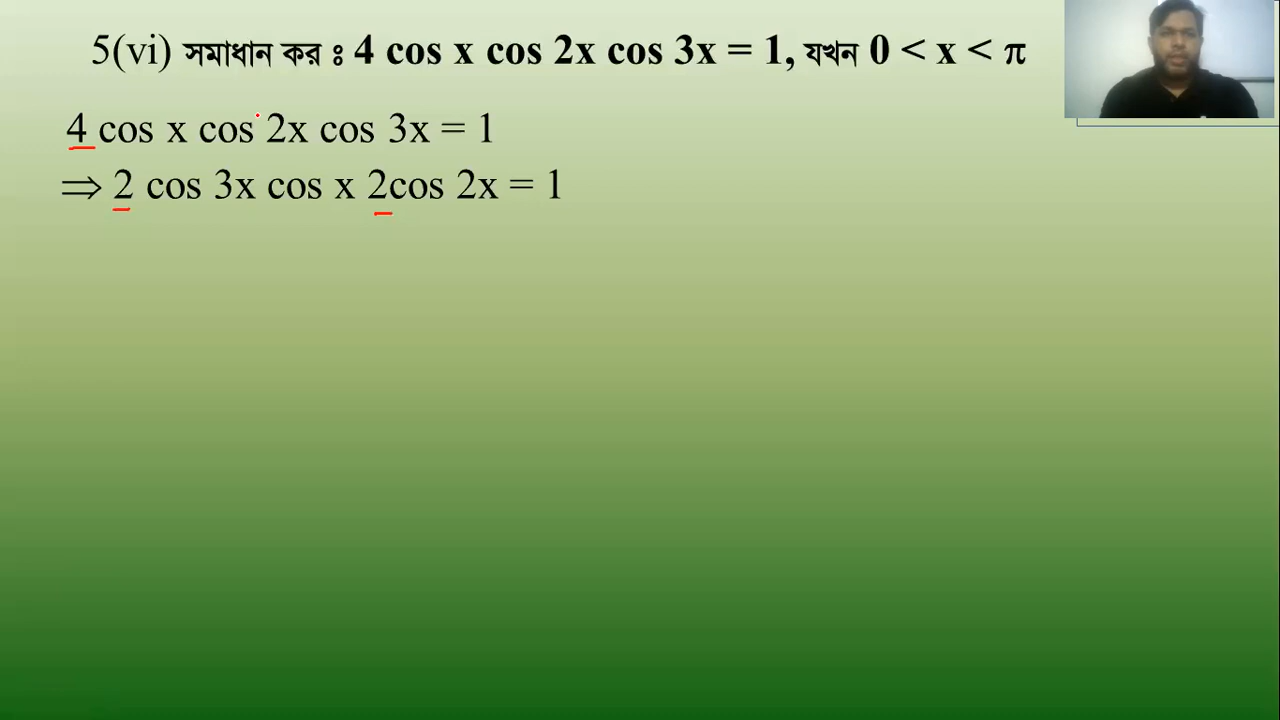 5(vi) সমাধান কর ঃ 4 cos x cos 2x cos 3x = 1, যখন 0 < x < π
4 cos x cos 2x cos 3x = 1
⇒ 2 cos 3x cos x 2cos 2x = 1